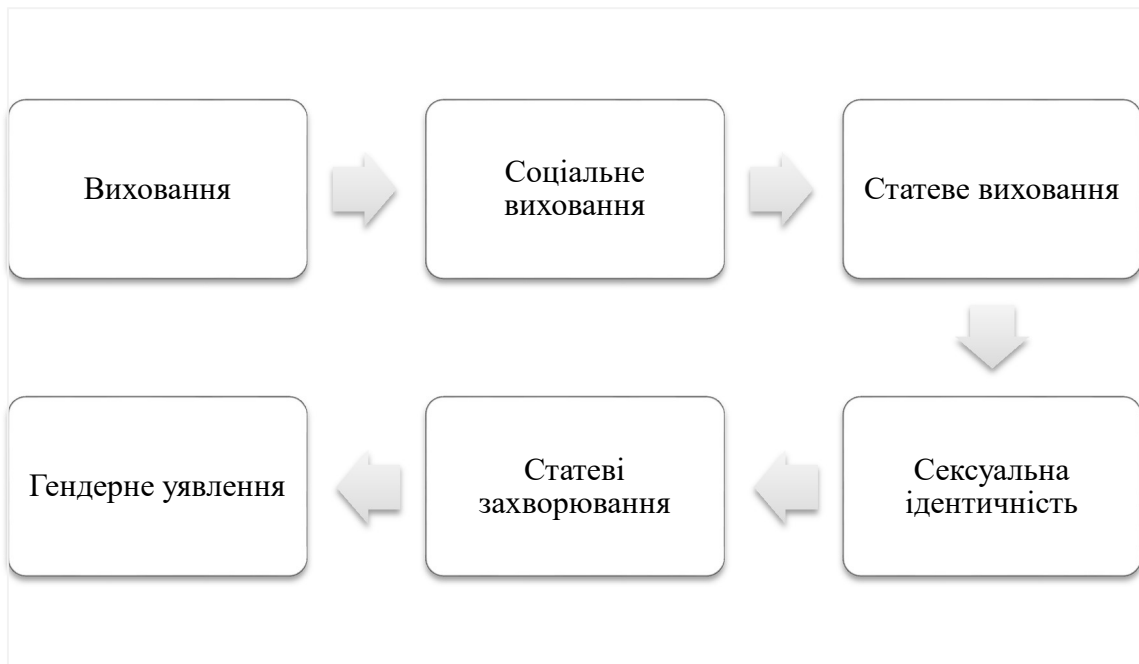 Виховання
Соціальне
виховання
Статеве виховання
Сексуальна
ідентичність
Статеві
захворювання
Гендерне уявлення